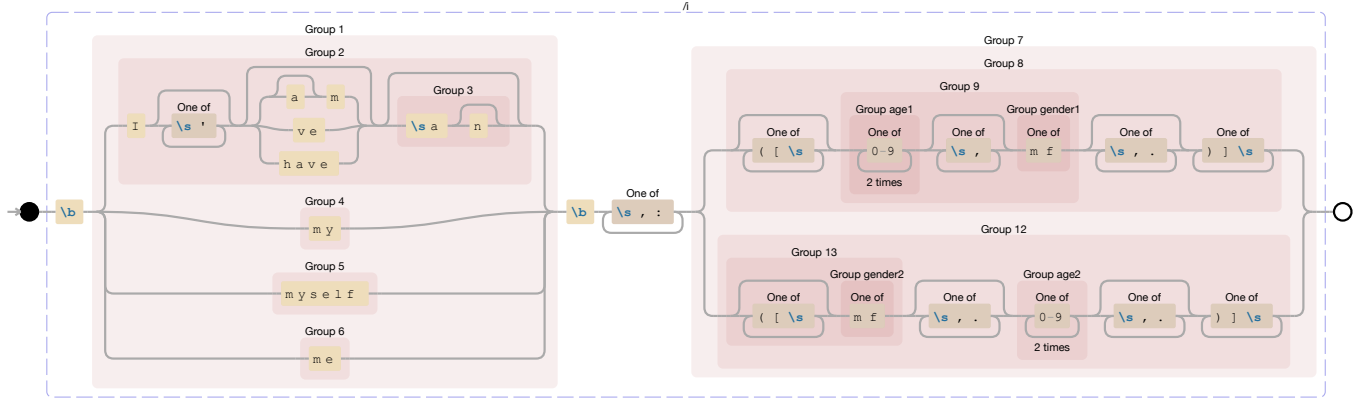 /i
Group 1
Group 2
I
One of
\s '
a m
ve
have
Group 3
\s a n
Group 4
my
Group 5
myself
Group 6
me
\b
\b
One of
\s , :
Group 7
Group 8
Group 9
One of
( [ \s
Group age1
One of
0-9
2 times
One of
\s ,
Group gender1
One of
m f
One of
\s , .
One of
) ] \s
Group 12
Group 13
One of
( [ \s
Group gender2
One of
m f
One of
\s , .
Group age2
One of
0-9
2 times
One of
\s , .
One of
) ] \s